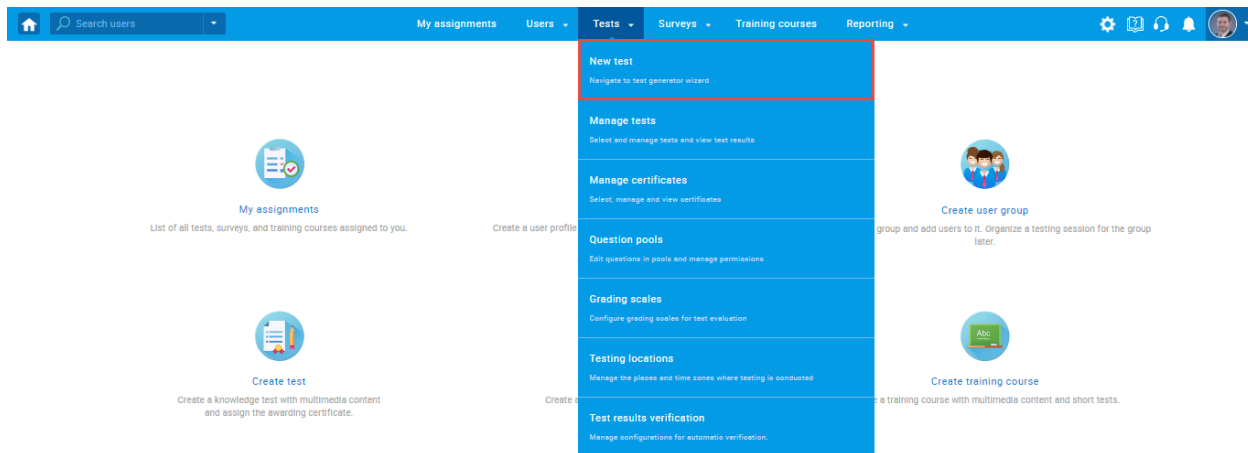 Search users
My assignments Users Tests Surveys Training courses Reporting
New test
Navigate to test generator wizard
Manage tests
Select and manage tests and view test results
Manage certificates
Select, manage and view certificates
Question pools
Edit questions in pools and manage permissions
Grading scales
Configure grading scales for test evaluation
Testing locations
Manage the places and time zones where testing is conducted
Test results verification
Manage configurations for automatic verification.
My assignments
List of all tests, surveys, and training courses assigned to you.
Create a user profile
Create user group
group and add users to it. Organize a testing session for the group
later.
Create test
Create a knowledge test with multimedia content
and assign the awarding certificate.
Create
Abc
Create training course
a training course with multimedia content and short tests.